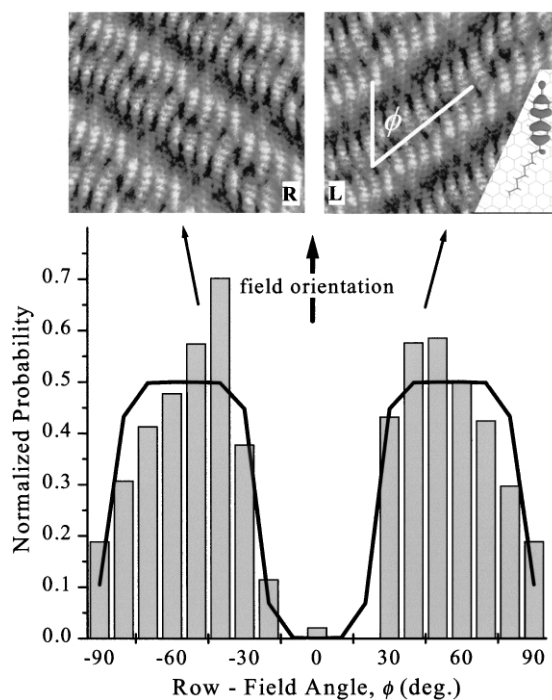 R
L
ϕ
field orientation
Normalized Probability
0.7
0.6
0.5
0.4
0.3
0.2
0.1
0.0
-90 -60 -30 0 30 60 90
Row - Field Angle, ϕ (deg.)